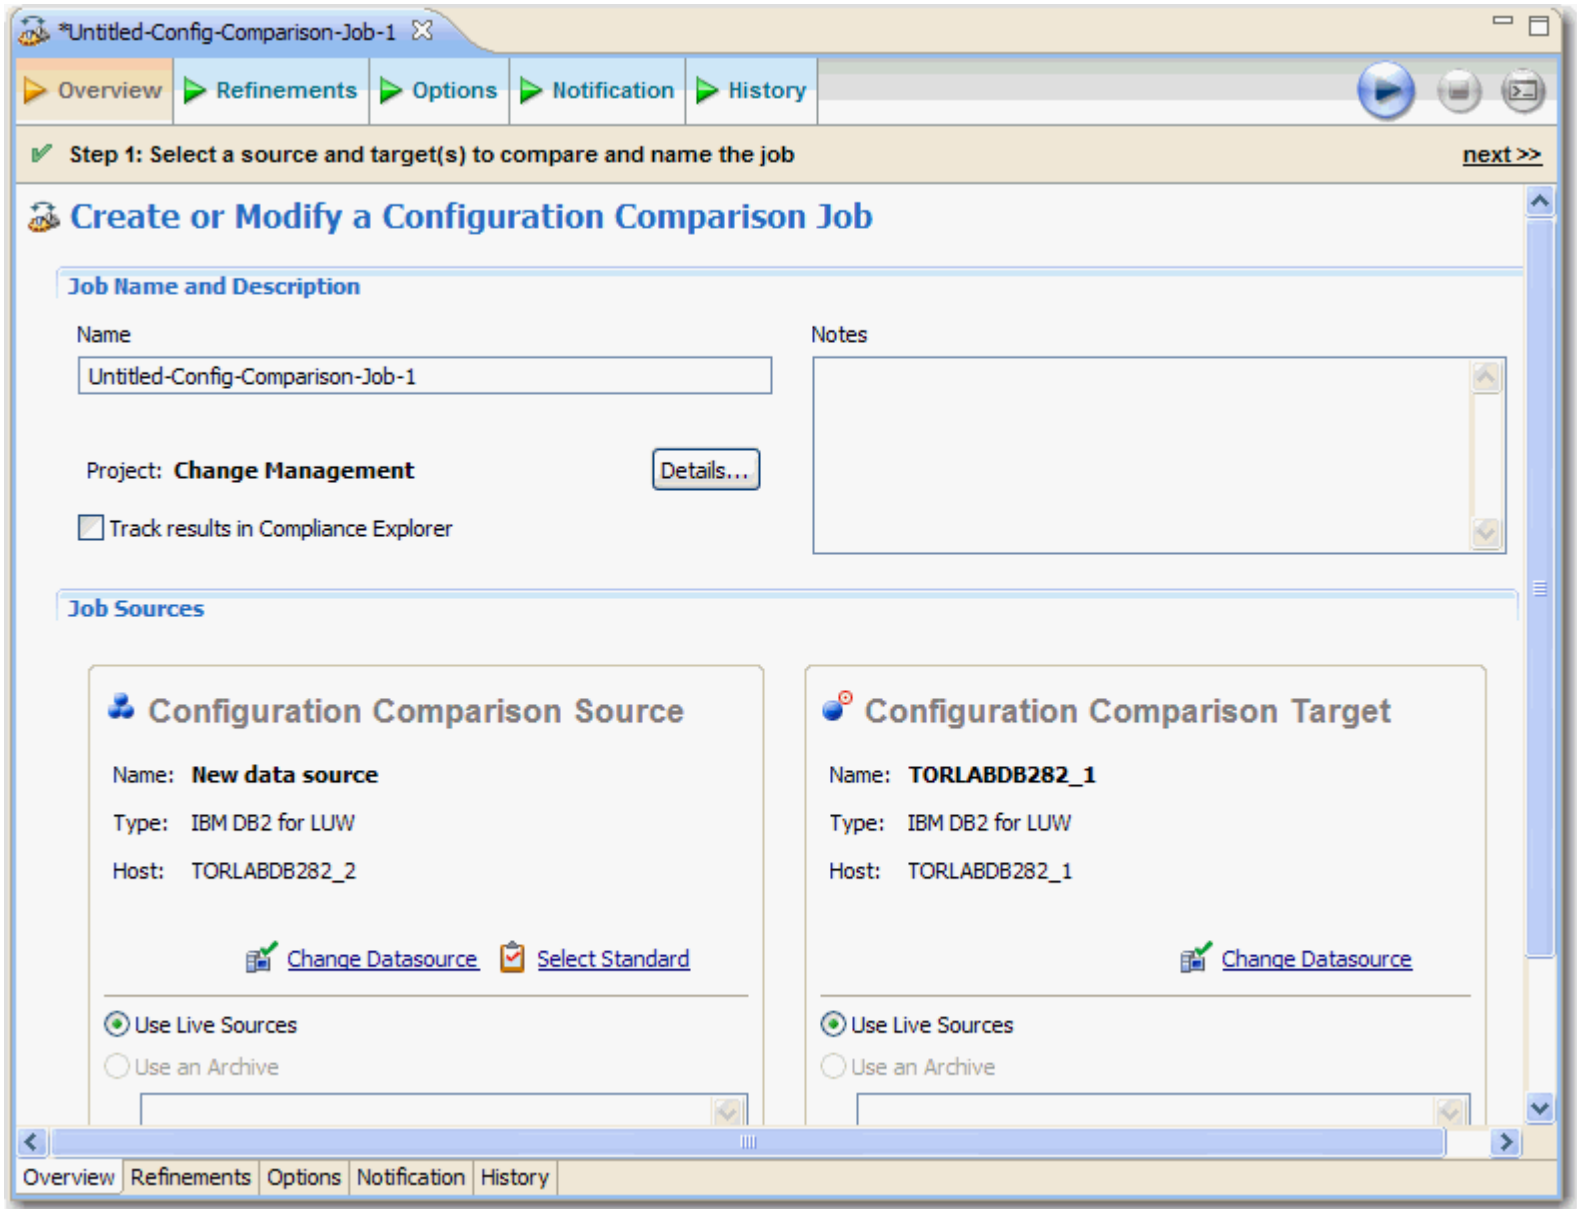 *Untitled-Config-Comparison-Job-1
Overview Refinements Options Notification History
Step 1: Select a source and target(s) to compare and name the job next >>
Create or Modify a Configuration Comparison Job
Job Name and Description
Name Notes
Untitled-Config-Comparison-Job-1
Project: Change Management Details...
Track results in Compliance Explorer
Job Sources
Configuration Comparison Source
Name: New data source
Type: IBM DB2 for LUW
Host: TORLABDB282_2
Change Datasource Select Standard
Use Live Sources
Use an Archive
Configuration Comparison Target
Name: TORLABDB282_1
Type: IBM DB2 for LUW
Host: TORLABDB282_1
Change Datasource
Use Live Sources
Use an Archive
Overview Refinements Options Notification History